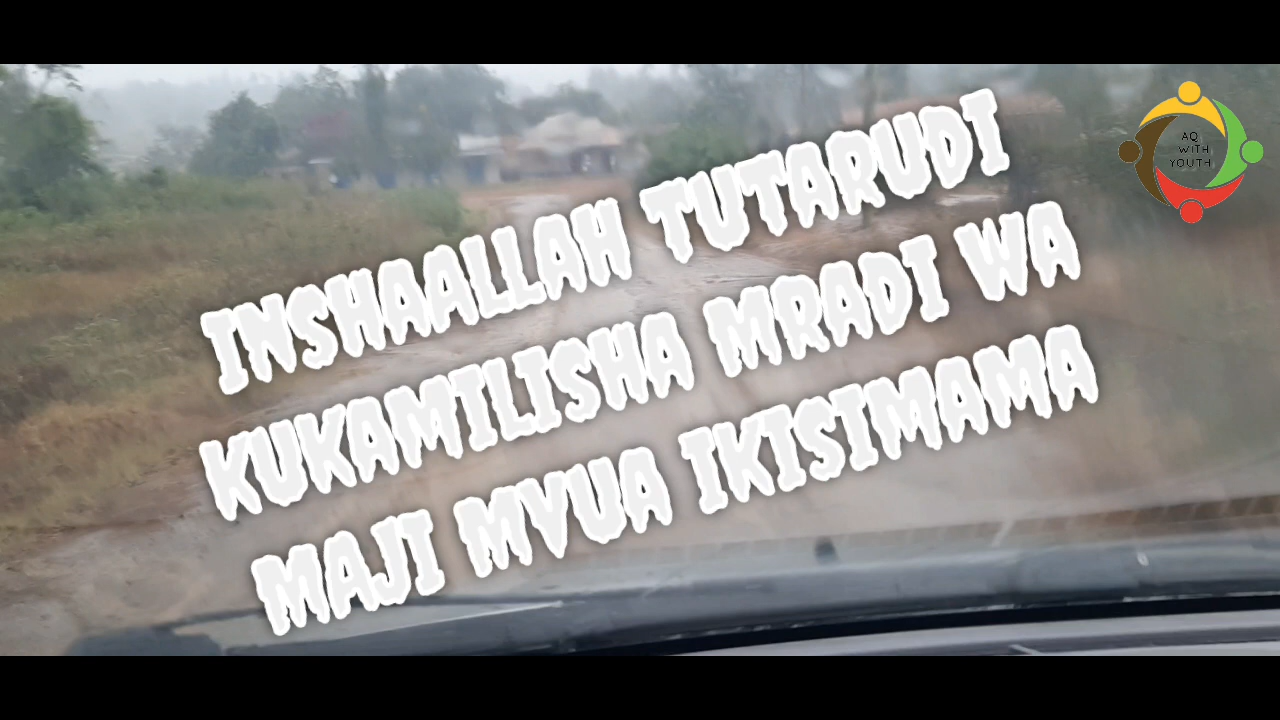 INSHAALLAH TUTARUDI
KUKAMILISHA MRADI WA
MAJI MVUA IKISIMAMA
AQ
WITH
YOUTH